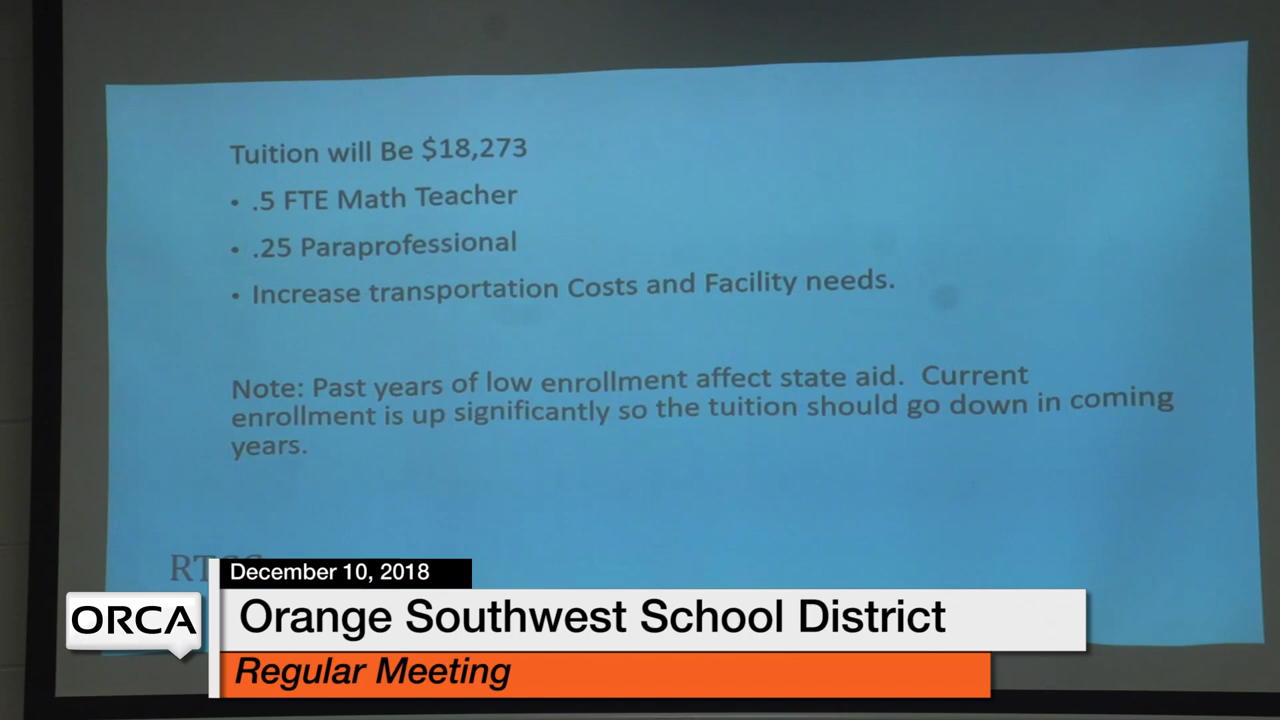 Tuition will Be $18,273
• .5 FTE Math Teacher
• .25 Paraprofessional
• Increase transportation Costs and Facility needs.
Note: Past years of low enrollment affect state aid. Current
enrollment is up significantly so the tuition should go down in coming
years.
December 10, 2018
ORCA
Orange Southwest School District
Regular Meeting